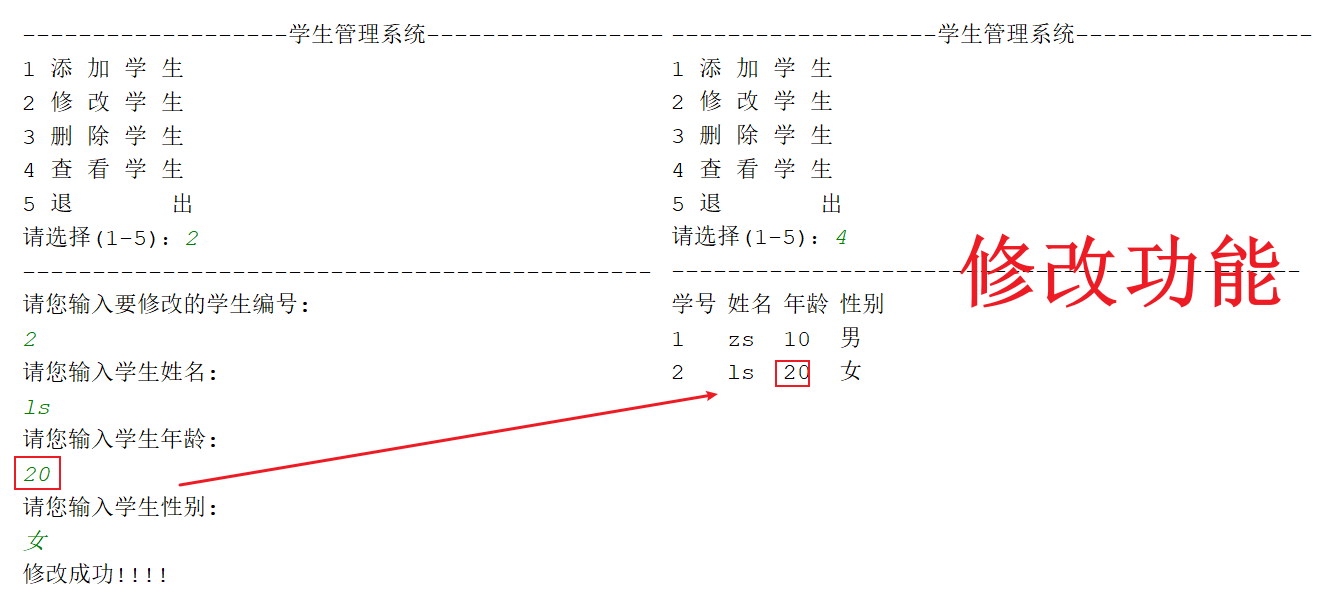 -------------------学生管理系统-----------------
1 添 加 学 生
2 修 改 学 生
3 删 除 学 生
4 查 看 学 生
5 退 出
请选择(1-5)：2
---------------------------------------------
请您输入要修改的学生编号：
2
请您输入学生姓名：
ls
请您输入学生年龄：
20
请您输入学生性别：
女
修改成功!!!!
-------------------学生管理系统-----------------
1 添 加 学 生
2 修 改 学 生
3 删 除 学 生
4 查 看 学 生
5 退 出
请选择(1-5)：4
---------------------------------------------
修改功能
学号 姓名 年龄 性别
1 zs 10 男
2 ls 20 女